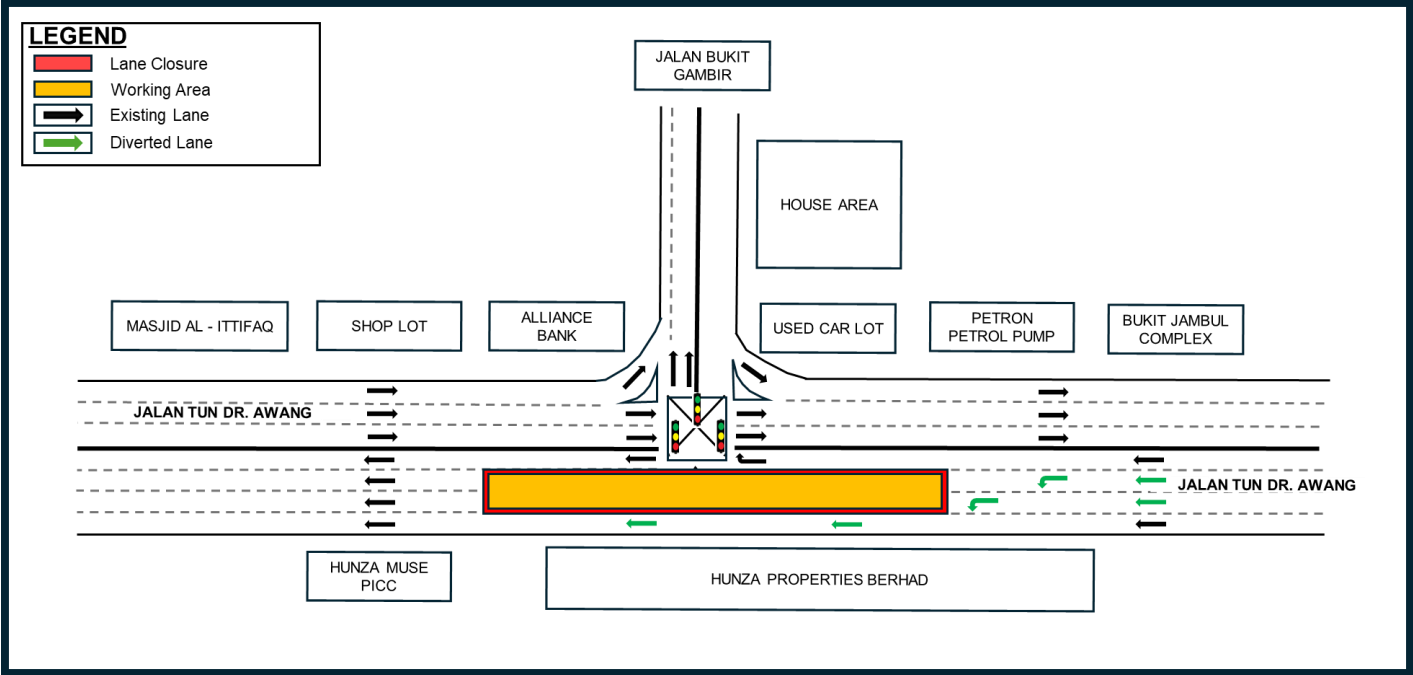 LEGEND
Lane Closure
Working Area
Existing Lane
Diverted Lane
JALAN BUKIT
GAMBIR
HOUSE AREA
MASJID AL - ITTIFAQ
SHOP LOT
ALLIANCE
BANK
USED CAR LOT
PETRON
PETROL PUMP
BUKIT JAMBUL
COMPLEX
JALAN TUN DR. AWANG
JALAN TUN DR. AWANG
HUNZA MUSE
PICC
HUNZA PROPERTIES BERHAD